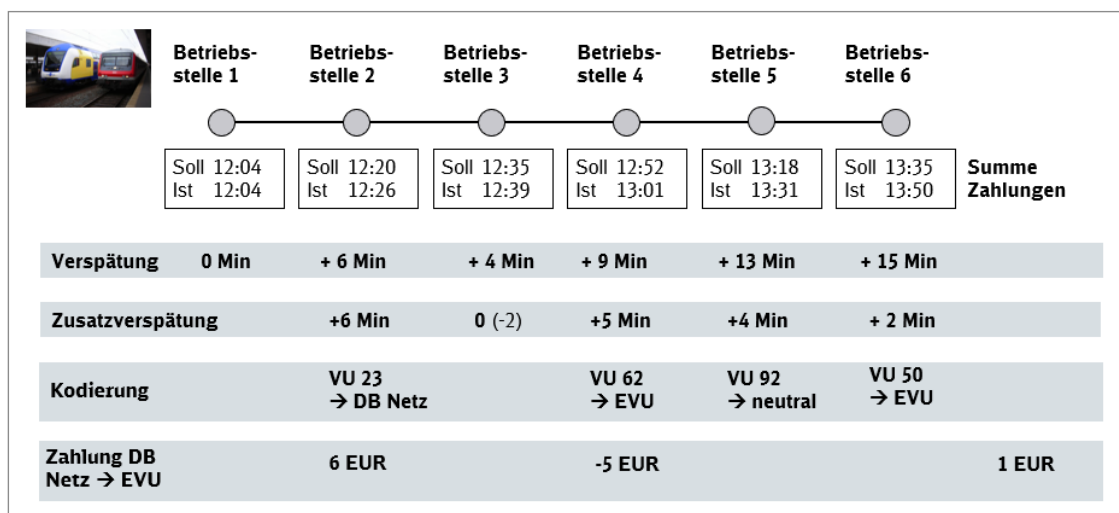 Betriebs- Betriebs- Betriebs- Betriebs- Betriebs- Betriebs-
stelle 1 stelle 2 stelle 3 stelle 4 stelle 5 stelle 6
Soll 12:04 Soll 12:20 Soll 12:35 Soll 12:52 Soll 13:18 Soll 13:35 Summe
Ist 12:04 Ist 12:26 Ist 12:39 Ist 13:01 Ist 13:31 Ist 13:50 Zahlungen
Verspätung 0 Min + 6 Min + 4 Min + 9 Min + 13 Min + 15 Min
Zusatzverspätung +6 Min 0 (-2) +5 Min +4 Min + 2 Min
Kodierung VU 23 VU 62 VU 92 VU 50
→ DB Netz → EVU → neutral → EVU
Zahlung DB 6 EUR -5 EUR 1 EUR
Netz → EVU